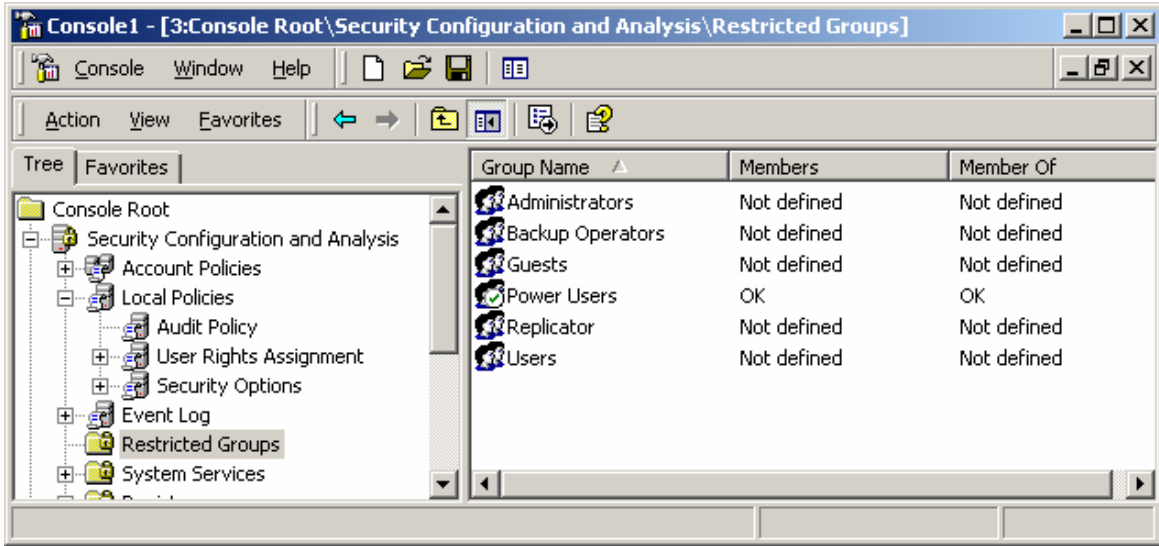 Console1 - [3:Console Root\Security Configuration and Analysis\Restricted Groups]
Console Window Help
Action View Favorites
Tree Favorites
Console Root
Security Configuration and Analysis
Account Policies
Local Policies
Audit Policy
User Rights Assignment
Security Options
Event Log
Restricted Groups
System Services
Group Name Members Member Of
Administrators Not defined Not defined
Backup Operators Not defined Not defined
Guests Not defined Not defined
Power Users OK OK
Replicator Not defined Not defined
Users Not defined Not defined